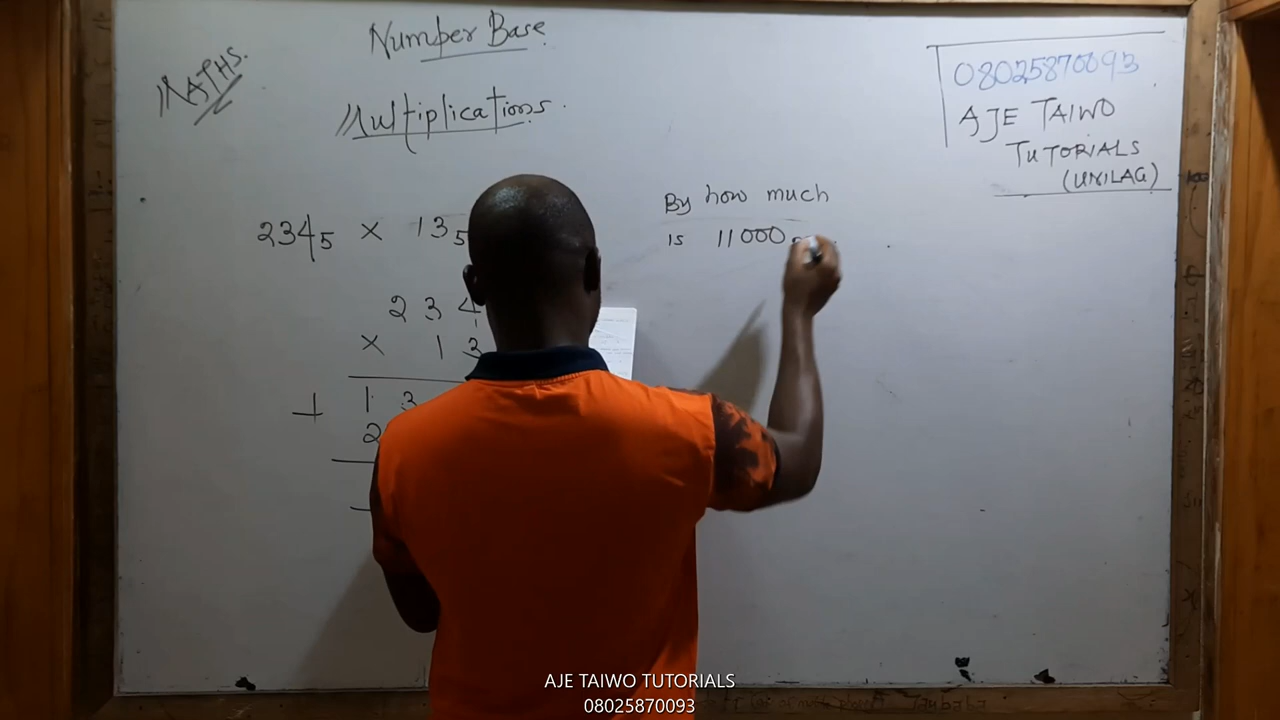 MATHS.
Number Base
Multiplications.
08025870093
AJE TAIWO
TUTORIALS
(UNILAG)
234₅ × 13₅
2 3 4
× 1 3
+ 1 3
2
By how much
is 11000
AJE TAIWO TUTORIALS
08025870093